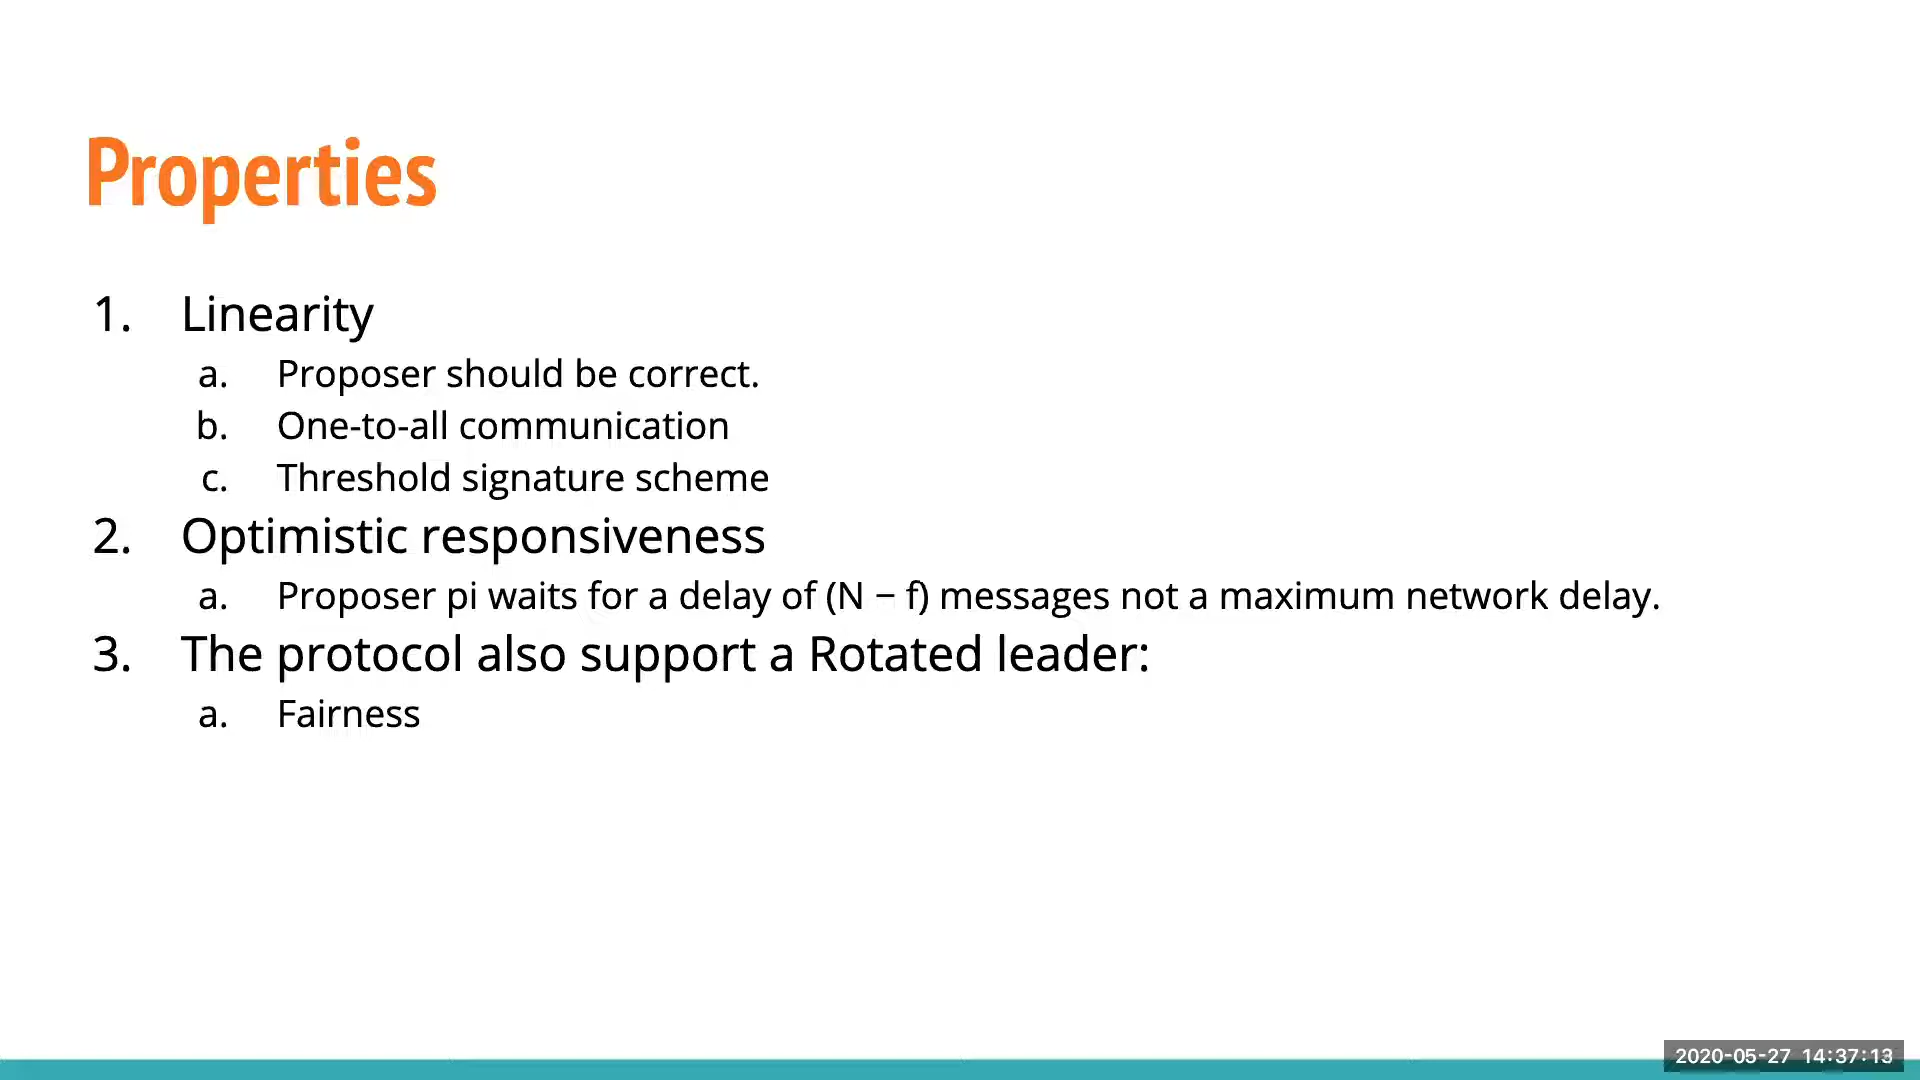 Properties
1. Linearity
a. Proposer should be correct.
b. One-to-all communication
c. Threshold signature scheme
2. Optimistic responsiveness
a. Proposer pi waits for a delay of (N − f) messages not a maximum network delay.
3. The protocol also support a Rotated leader:
a. Fairness
2020-05-27 14:37:13